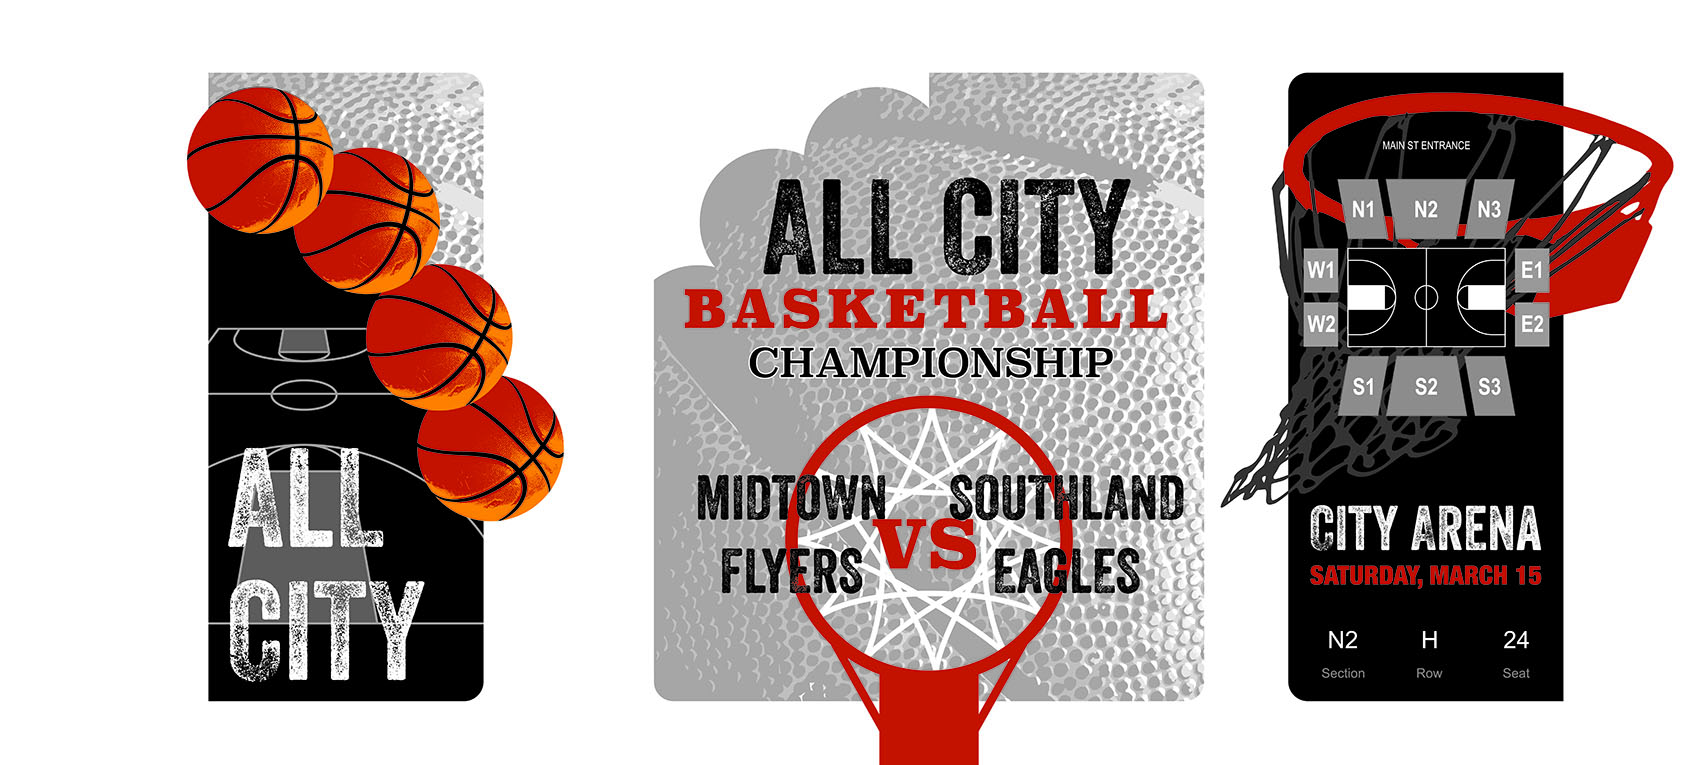 ALL
CITY
ALL CITY
BASKETBALL
CHAMPIONSHIP
MIDTOWN
FLYERS
VS
SOUTHLAND
EAGLES
MAIN ST ENTRANCE
N1 N2 N3
W1 E1
W2 E2
S1 S2 S3
CITY ARENA
SATURDAY, MARCH 15
N2 H 24
Section Row Seat